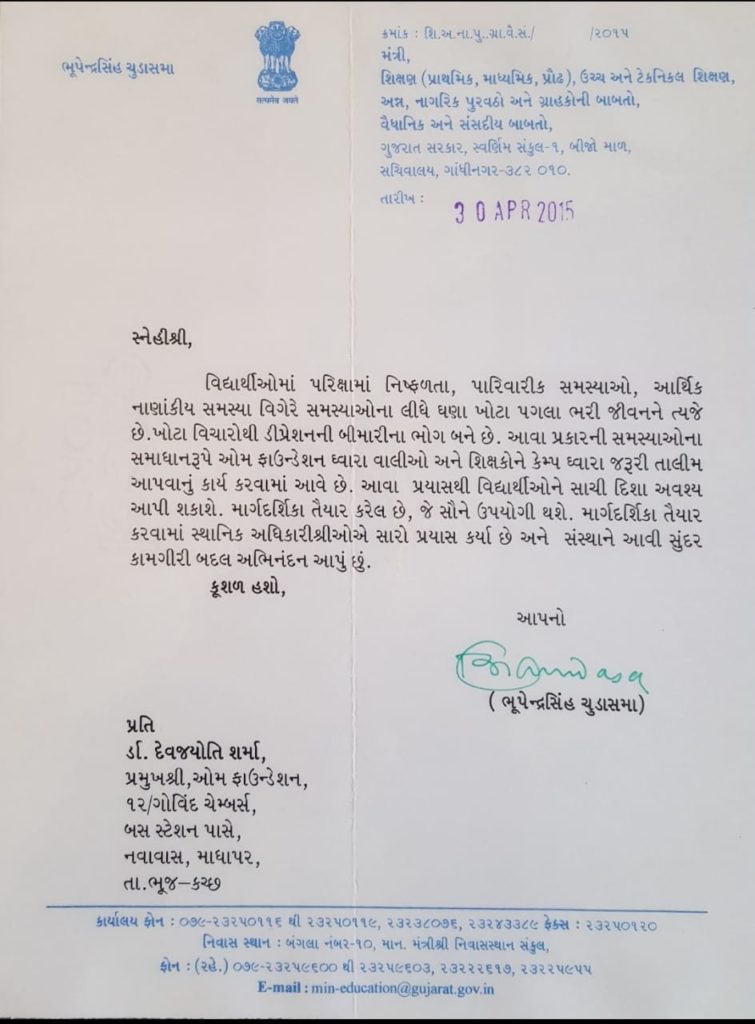 ભૂપેન્દ્રસિંહ ચુડાસમા
सत्यमेव जयते
ક્રમાંક : શિ.અ.ના.પુ..ગ્રા.વૈ.સં./ /૨૦૧૫
મંત્રી,
શિક્ષણ (પ્રાથમિક, માધ્યમિક, પ્રૌઢ), ઉચ્ચ અને ટેકનિકલ શિક્ષણ,
અન્ન, નાગરિક પુરવઠો અને ગ્રાહકોની બાબતો,
વૈધાનિક અને સંસદીય બાબતો,
ગુજરાત સરકાર, સ્વર્ણિમ સંકુલ-૧, બીજો માળ,
સચિવાલય, ગાંધીનગર-૩૮૨ ૦૧૦.
તારીખ :
30 APR 2015
સ્નેહીશ્રી,
વિદ્યાર્થીઓમાં પરિક્ષામાં નિષ્ફળતા, પારિવારીક સમસ્યાઓ, આર્થિક
નાણાંકીય સમસ્યા વિગેરે સમસ્યાઓના લીધે ઘણા ખોટા પગલા ભરી જીવનને ત્યજે
છે.ખોટા વિચારોથી ડીપ્રેશનની બીમારીના ભોગ બને છે. આવા પ્રકારની સમસ્યાઓના
સમાધાનરૂપે ઓમ ફાઉન્ડેશન ધ્વારા વાલીઓ અને શિક્ષકોને કેમ્પ ધ્વારા જરૂરી તાલીમ
આપવાનું કાર્ય કરવામાં આવે છે. આવા પ્રયાસથી વિદ્યાર્થીઓને સાચી દિશા અવશ્ય
આપી શકાશે. માર્ગદર્શિકા તૈયાર કરેલ છે, જે સૌને ઉપયોગી થશે. માર્ગદર્શિકા તૈયાર
કરવામાં સ્થાનિક અધિકારીશ્રીઓએ સારો પ્રયાસ કર્યા છે અને સંસ્થાને આવી સુંદર
કામગીરી બદલ અભિનંદન આપું છું.
કૂશળ હશો,
આપનો
( ભૂપેન્દ્રસિંહ ચુડાસમા)
પ્રતિ
ર્ડા. દેવજયોતિ શર્મા,
પ્રમુખશ્રી,ઓમ ફાઉન્ડેશન,
૧૨/ગોવિંદ ચેમ્બર્સ,
બસ સ્ટેશન પાસે,
નવાવાસ, માધાપર,
તા.ભૂજ–કચ્છ
કાર્યાલય ફોન : ૦૭૯-૨૩૨૫૦૧૧૬ થી ૨૩૨૫૦૧૧૯, ૨૩૨૩૮૦૭૬, ૨૩૨૪૩૩૮૯ ફેક્સ : ૨૩૨૫૦૧૨૦
નિવાસ સ્થાન : બંગલા નંબર-૧૦, માન. મંત્રીશ્રી નિવાસસ્થાન સંકુલ,
ફોન : (રહે.) ૦૭૯-૨૩૨૫૯૬૦૦ થી ૨૩૨૫૯૬૦૩, ૨૩૨૨૨૬૧૭, ૨૩૨૨૫૯૫૫
E-mail : min-education@gujarat.gov.in